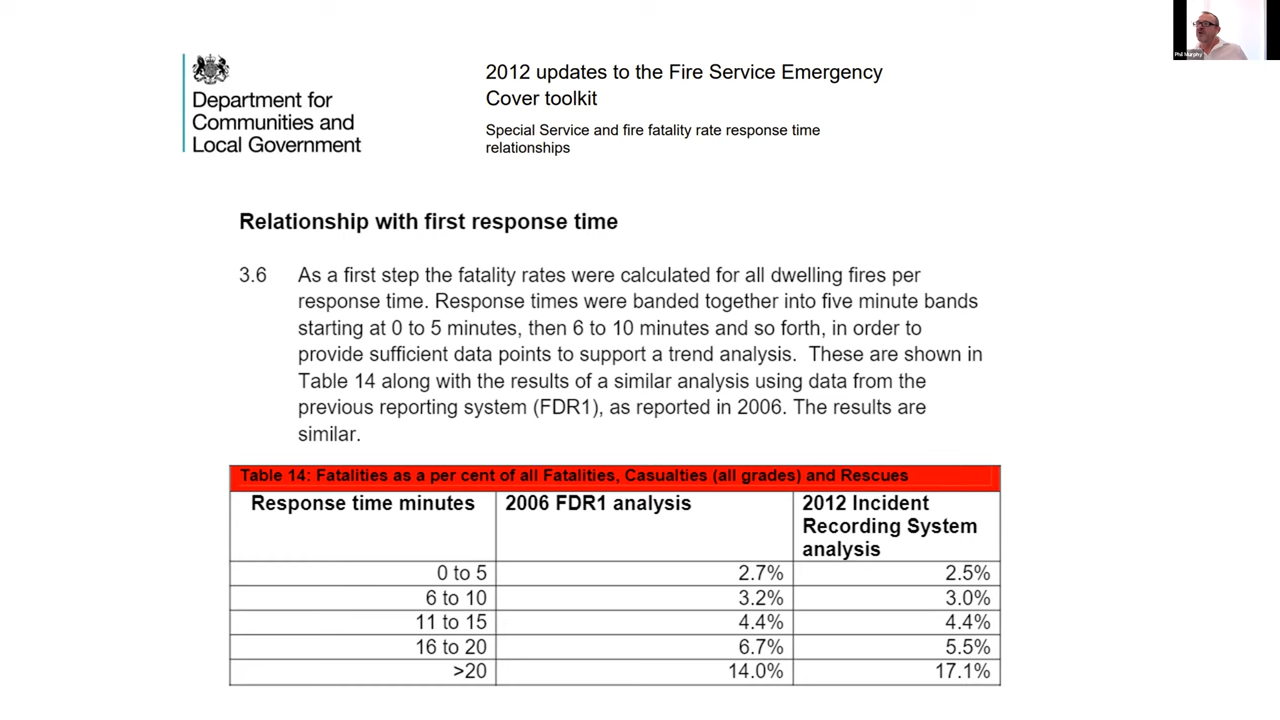 Phil Murphy
Department for
Communities and
Local Government
2012 updates to the Fire Service Emergency
Cover toolkit
Special Service and fire fatality rate response time
relationships
Relationship with first response time
3.6 As a first step the fatality rates were calculated for all dwelling fires per
response time. Response times were banded together into five minute bands
starting at 0 to 5 minutes, then 6 to 10 minutes and so forth, in order to
provide sufficient data points to support a trend analysis. These are shown in
Table 14 along with the results of a similar analysis using data from the
previous reporting system (FDR1), as reported in 2006. The results are
similar.
Table 14: Fatalities as a per cent of all Fatalities, Casualties (all grades) and Rescues
Response time minutes 2006 FDR1 analysis 2012 Incident
Recording System
analysis
0 to 5 2.7% 2.5%
6 to 10 3.2% 3.0%
11 to 15 4.4% 4.4%
16 to 20 6.7% 5.5%
>20 14.0% 17.1%